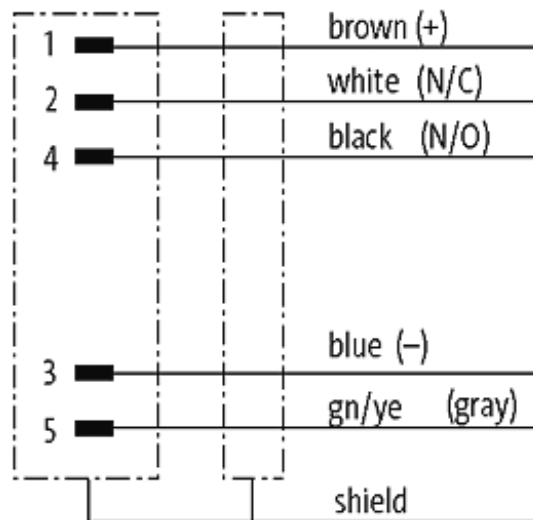 1 brown (+)
2 white (N/C)
4 black (N/O)
3 blue (–)
5 gn/ye (gray)
shield